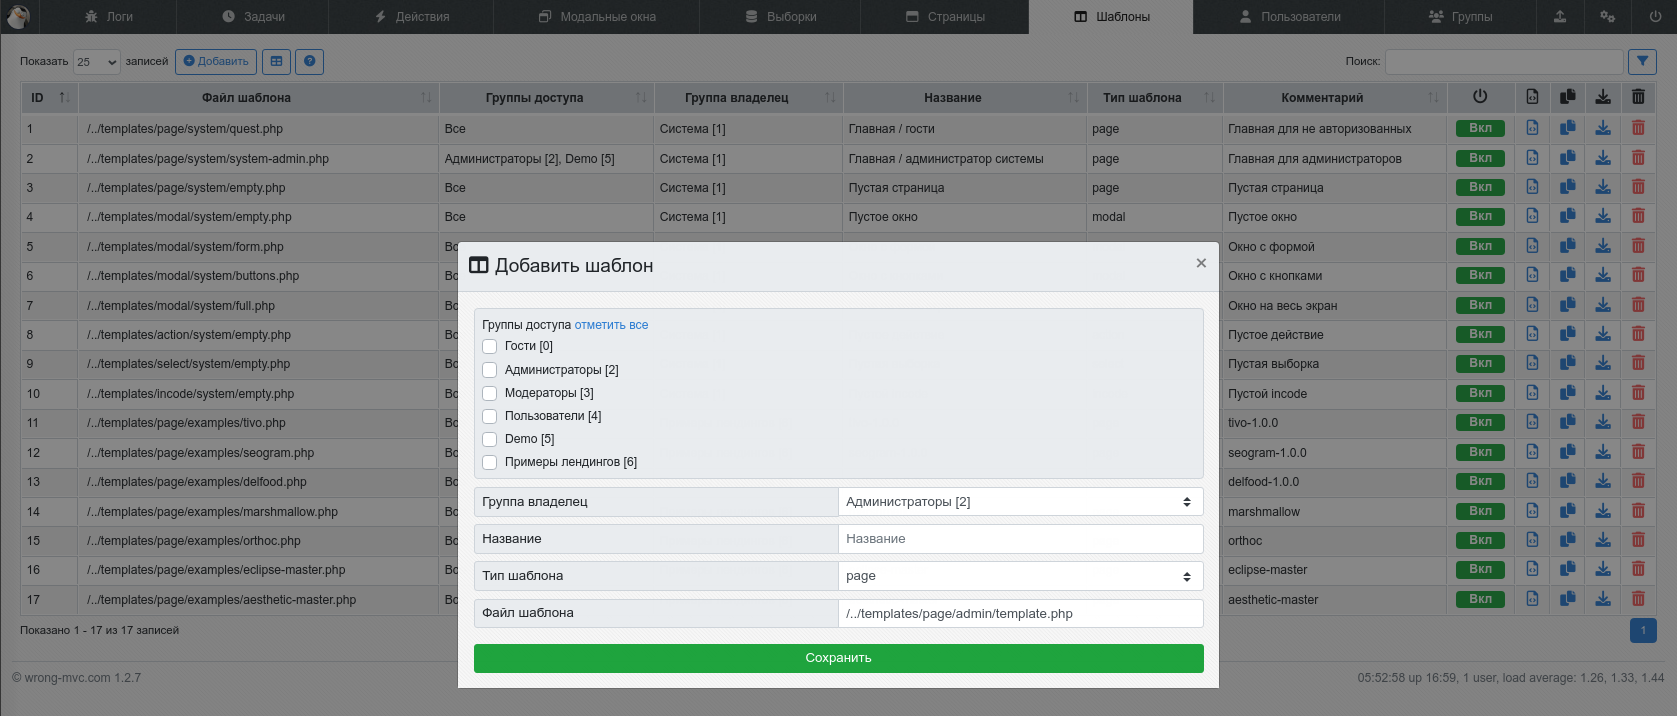 Логи Задачи Действия Модальные окна Выборки Страницы Шаблоны Пользователи Группы
Показать 25 записей Добавить Поиск:
ID Файл шаблона Группы доступа Группа владелец Название Тип шаблона Комментарий
1 /../templates/page/system/quest.php Все Система [1] Главная / гости page Главная для не авторизованных Вкл
2 /../templates/page/system/system-admin.php Администраторы [2], Demo [5] Система [1] Главная / администратор системы page Главная для администраторов Вкл
3 /../templates/page/system/empty.php Все Система [1] Пустая страница page Пустая страница Вкл
4 /../templates/modal/system/empty.php Все Система [1] Пустое окно modal Пустое окно Вкл
5 /../templates/modal/system/form.php Вс Окно с формой Вкл
6 /../templates/modal/system/buttons.php Вс Окно с кнопками Вкл
7 /../templates/modal/system/full.php Вс Окно на весь экран Вкл
8 /../templates/action/system/empty.php Вс Пустое действие Вкл
9 /../templates/select/system/empty.php Вс Пустая выборка Вкл
10 /../templates/incode/system/empty.php Вс Пустой incode Вкл
11 /../templates/page/examples/tivo.php Вс tivo-1.0.0 Вкл
12 /../templates/page/examples/seogram.php Вс seogram-1.0.0 Вкл
13 /../templates/page/examples/delfood.php Вс delfood-1.0.0 Вкл
14 /../templates/page/examples/marshmallow.php Вс marshmallow Вкл
15 /../templates/page/examples/orthoc.php Вс orthoc Вкл
16 /../templates/page/examples/eclipse-master.php Вс eclipse-master Вкл
17 /../templates/page/examples/aesthetic-master.php Вс aesthetic-master Вкл
Показано 1 - 17 из 17 записей 1
© wrong-mvc.com 1.2.7 05:52:58 up 16:59, 1 user, load average: 1.26, 1.33, 1.44
Добавить шаблон ×
Группы доступа отметить все
Гости [0]
Администраторы [2]
Модераторы [3]
Пользователи [4]
Demo [5]
Примеры лендингов [6]
Группа владелец Администраторы [2]
Название Название
Тип шаблона page
Файл шаблона /../templates/page/admin/template.php
Сохранить